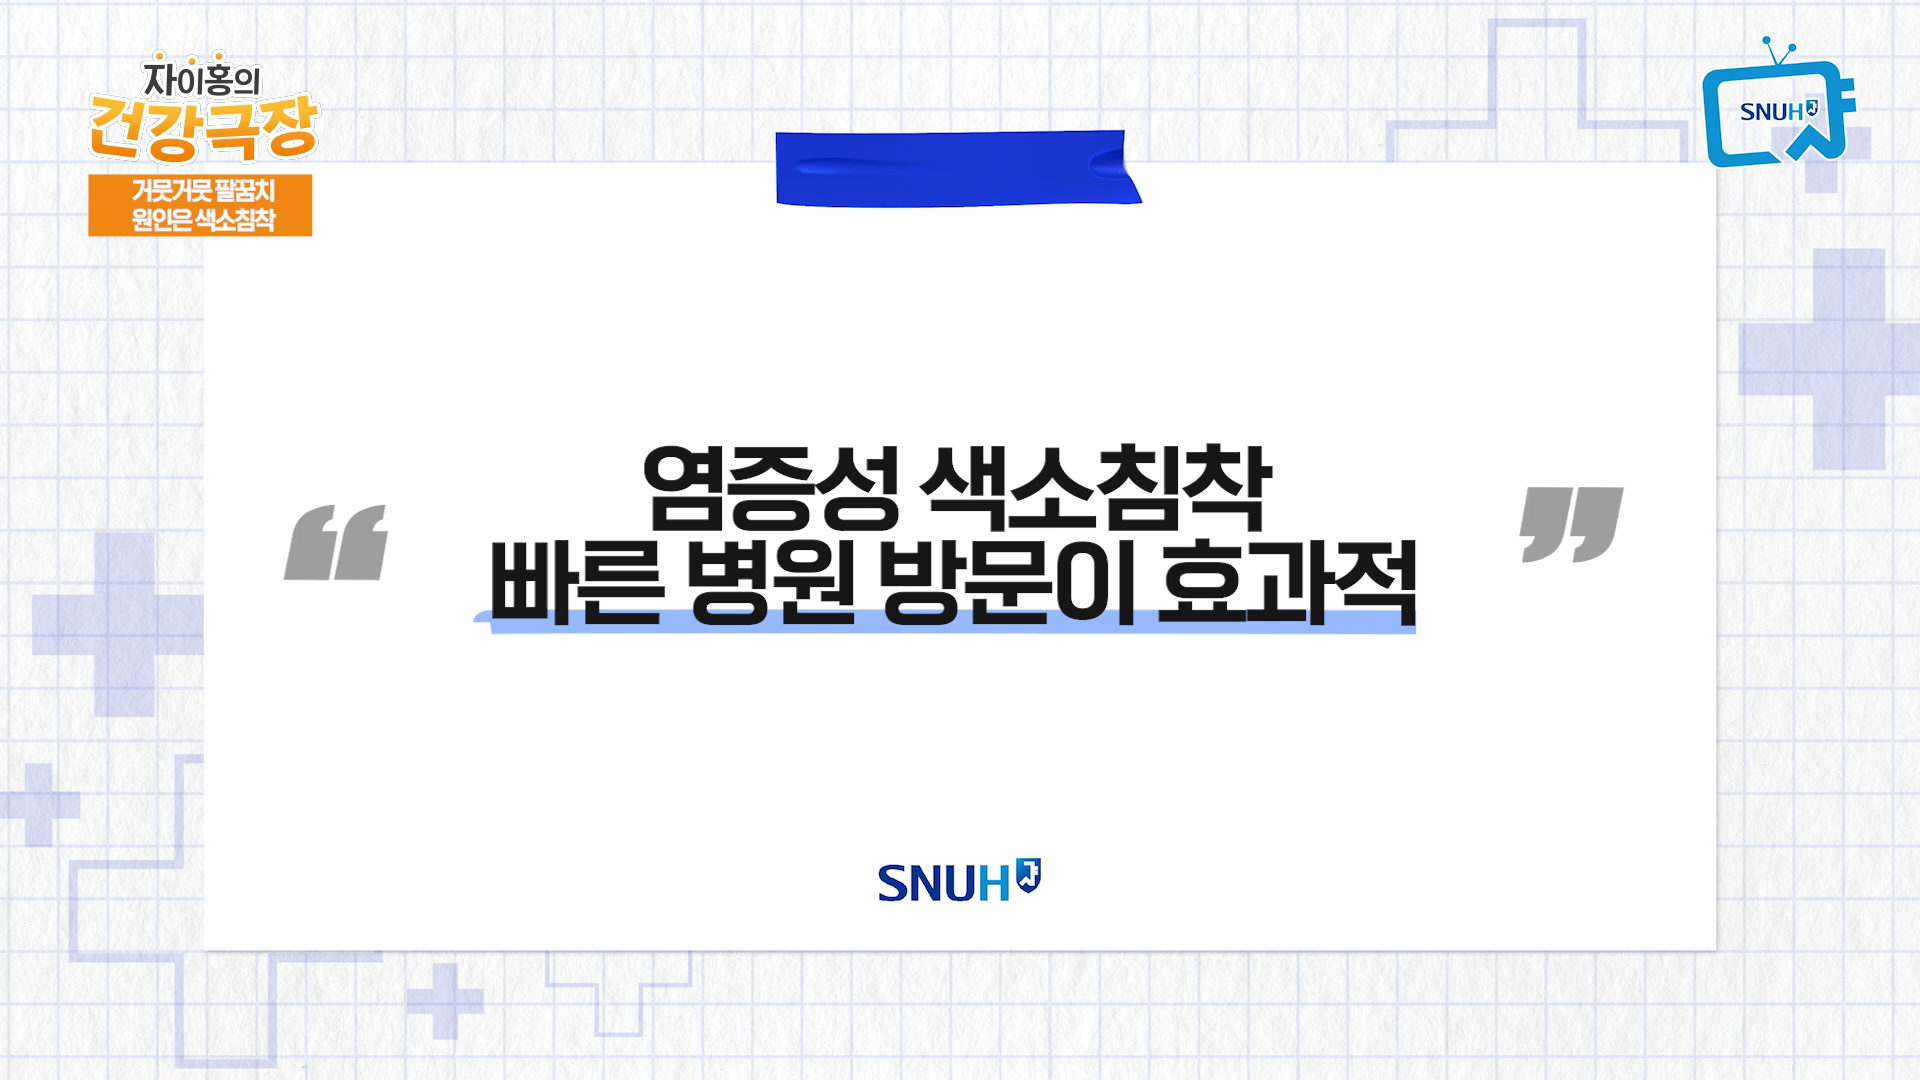 자이홍의
건강극장
거뭇거뭇 팔꿈치
원인은 색소침착
SNUH
“염증성 색소침착
빠른 병원 방문이 효과적”
SNUH